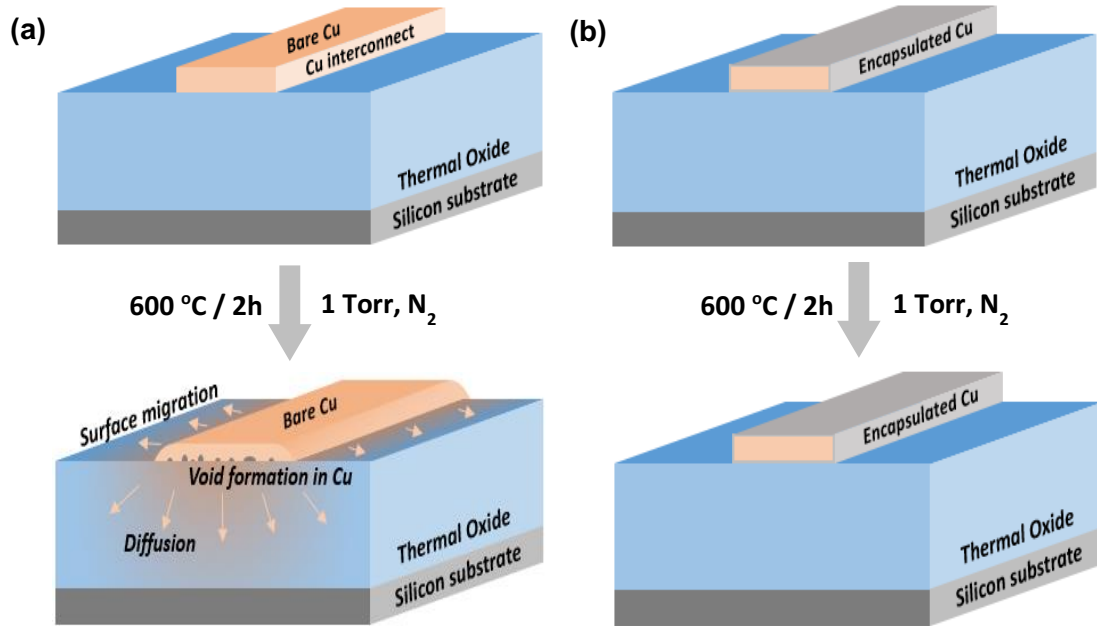 (a)
Bare Cu
Cu interconnect
Thermal Oxide
Silicon substrate
600 °C / 2h
1 Torr, N₂
Surface migration
Bare Cu
Void formation in Cu
Diffusion
Thermal Oxide
Silicon substrate
(b)
Encapsulated Cu
Thermal Oxide
Silicon substrate
600 °C / 2h
1 Torr, N₂
Encapsulated Cu
Thermal Oxide
Silicon substrate